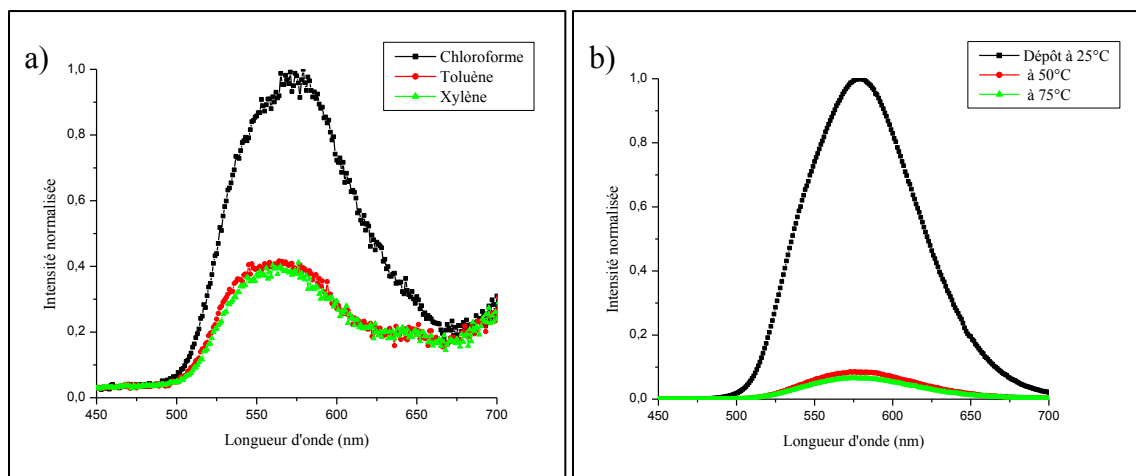 a)
Chloroforme
Toluène
Xylène
1,0
0,8
0,6
0,4
0,2
0,0
450 500 550 600 650 700
Intensité normalisée
Longueur d'onde (nm)
b)
Dépôt à 25°C
à 50°C
à 75°C
1,0
0,8
0,6
0,4
0,2
0,0
450 500 550 600 650 700
Intensité normalisée
Longueur d'onde (nm)